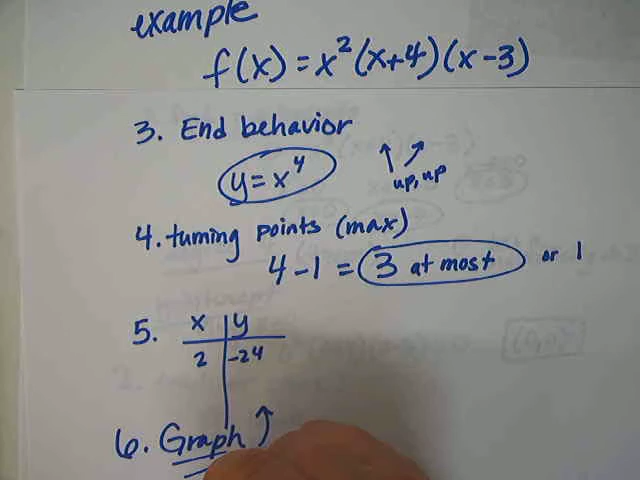 example
f(x) = x²(x+4)(x-3)
3. End behavior
y = x⁴
up, up
4. turning points (max)
4-1 = 3 at most or 1
5. x y
2 -24
6. Graph